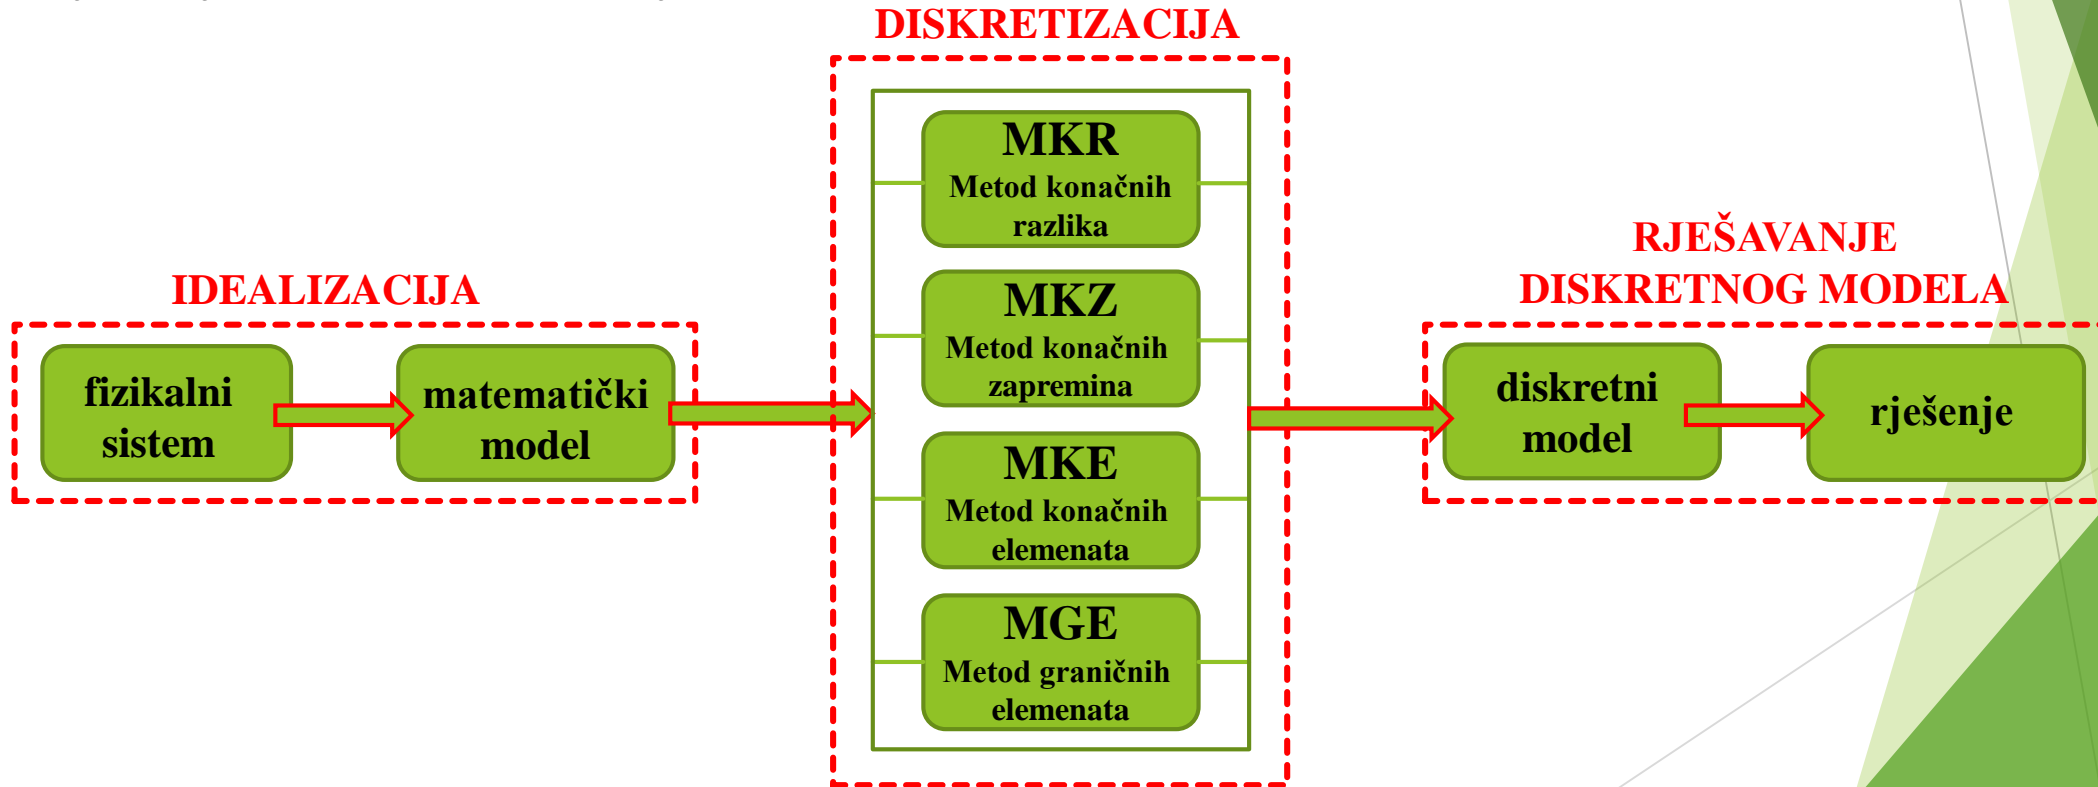 DISKRETIZACIJA
MKR
Metod konačnih
razlika
MKZ
Metod konačnih
zapremina
MKE
Metod konačnih
elemenata
MGE
Metod graničnih
elemenata
IDEALIZACIJA
fizikalni
sistem
matematički
model
RJEŠAVANJE
DISKRETNOG MODELA
diskretni
model
rješenje